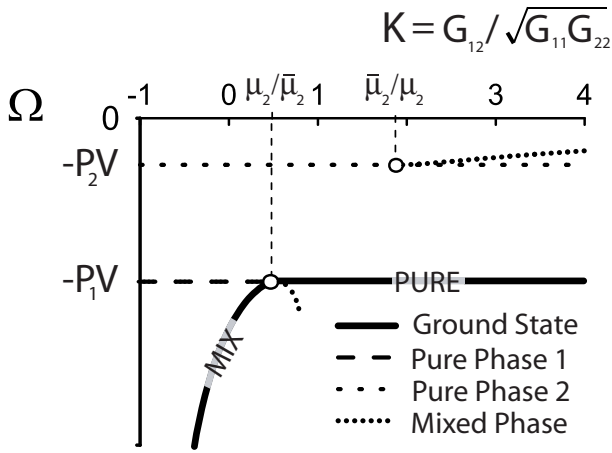 K = G₁₂ / √G₁₁G₂₂
μ₂/μ̄₂ μ̄₂/μ₂
-1 0 1 3 4
Ω 0
-P₂V
-P₁V
PURE
MIX
Ground State
Pure Phase 1
Pure Phase 2
Mixed Phase